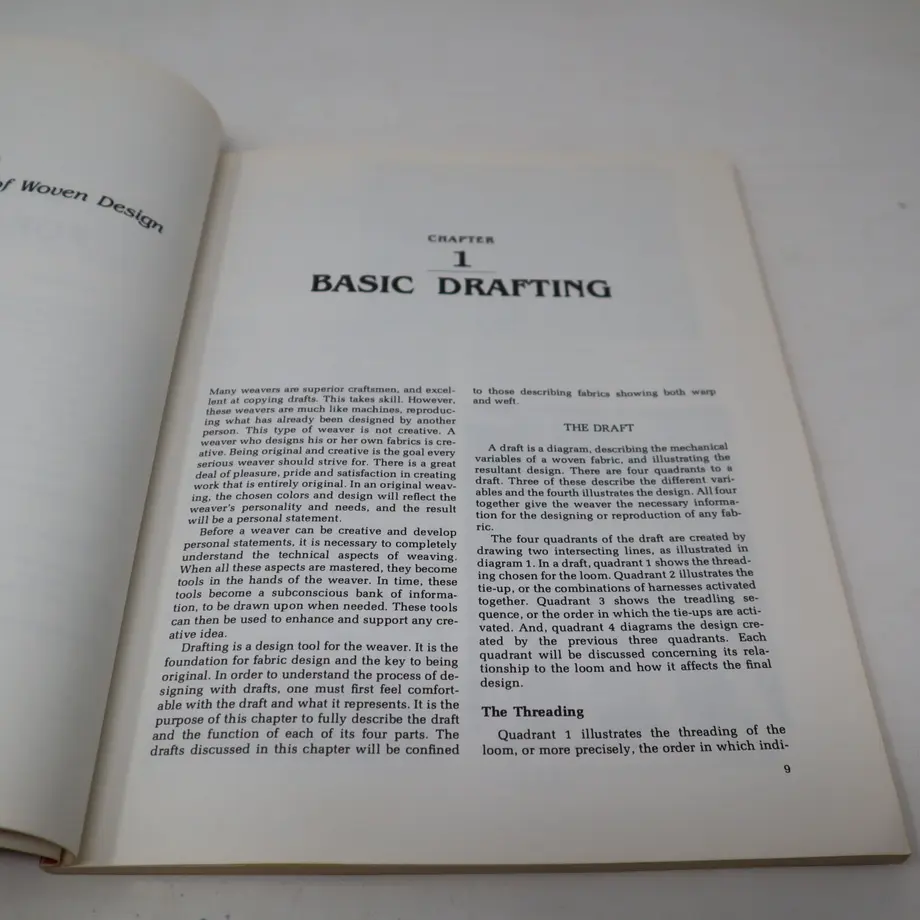 of Woven Design
CHAPTER
1
BASIC DRAFTING
Many weavers are superior craftsmen, and excel-
lent at copying drafts. This takes skill. However,
these weavers are much like machines, reproduc-
ing what has already been designed by another
person. This type of weaver is not creative. A
weaver who designs his or her own fabrics is cre-
ative. Being original and creative is the goal every
serious weaver should strive for. There is a great
deal of pleasure, pride and satisfaction in creating
work that is entirely original. In an original weav-
ing, the chosen colors and design will reflect the
weaver's personality and needs, and the result
will be a personal statement.
Before a weaver can be creative and develop
personal statements, it is necessary to completely
understand the technical aspects of weaving.
When all these aspects are mastered, they become
tools in the hands of the weaver. In time, these
tools become a subconscious bank of informa-
tion, to be drawn upon when needed. These tools
can then be used to enhance and support any cre-
ative idea.
Drafting is a design tool for the weaver. It is the
foundation for fabric design and the key to being
original. In order to understand the process of de-
signing with drafts, one must first feel comfort-
able with the draft and what it represents. It is the
purpose of this chapter to fully describe the draft
and the function of each of its four parts. The
drafts discussed in this chapter will be confined
to those describing fabrics showing both warp
and weft.
THE DRAFT
A draft is a diagram, describing the mechanical
variables of a woven fabric, and illustrating the
resultant design. There are four quadrants to a
draft. Three of these describe the different vari-
ables and the fourth illustrates the design. All four
together give the weaver the necessary informa-
tion for the designing or reproduction of any fab-
ric.
The four quadrants of the draft are created by
drawing two intersecting lines, as illustrated in
diagram 1. In a draft, quadrant 1 shows the thread-
ing chosen for the loom. Quadrant 2 illustrates the
tie-up, or the combinations of harnesses activated
together. Quadrant 3 shows the treadling se-
quence, or the order in which the tie-ups are acti-
vated. And, quadrant 4 diagrams the design cre-
ated by the previous three quadrants. Each
quadrant will be discussed concerning its rela-
tionship to the loom and how it affects the final
design.
The Threading
Quadrant 1 illustrates the threading of the
loom, or more precisely, the order in which indi-
9